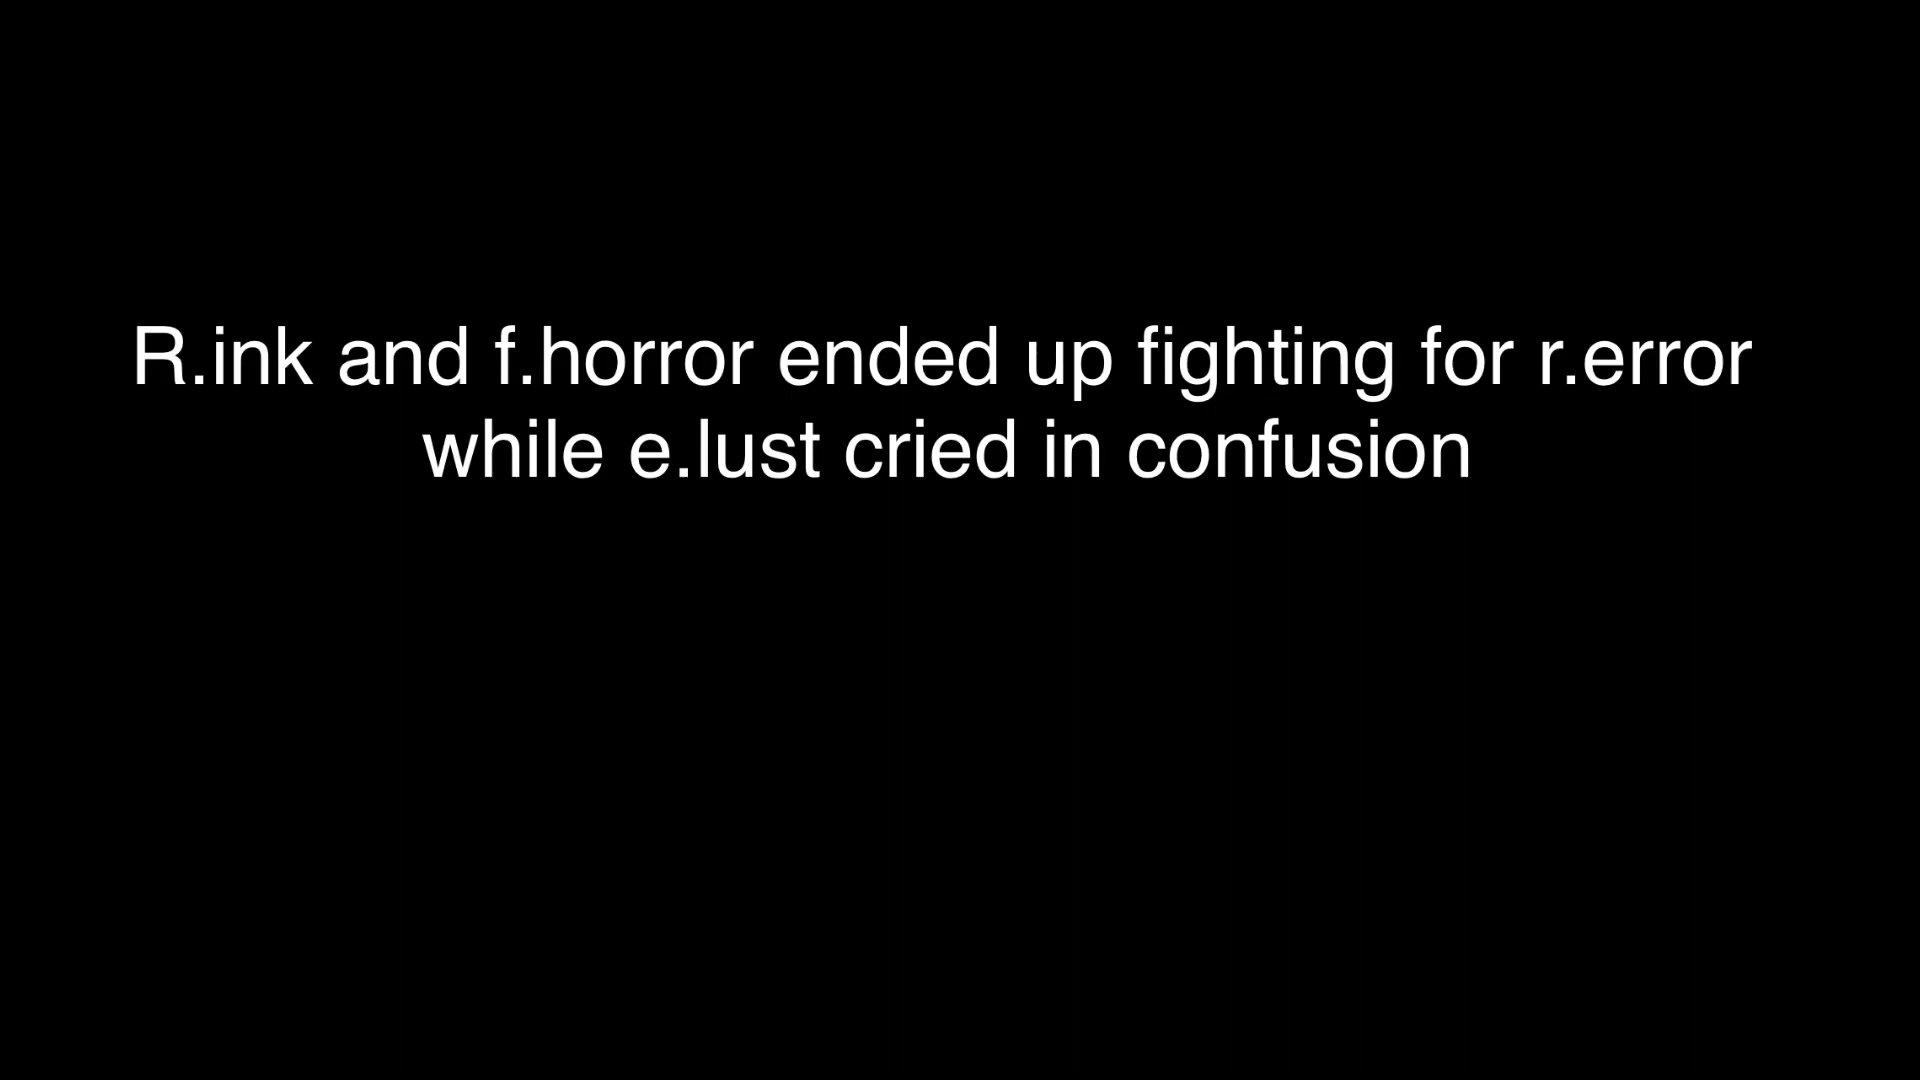 R.ink and f.horror ended up fighting for r.error
while e.lust cried in confusion